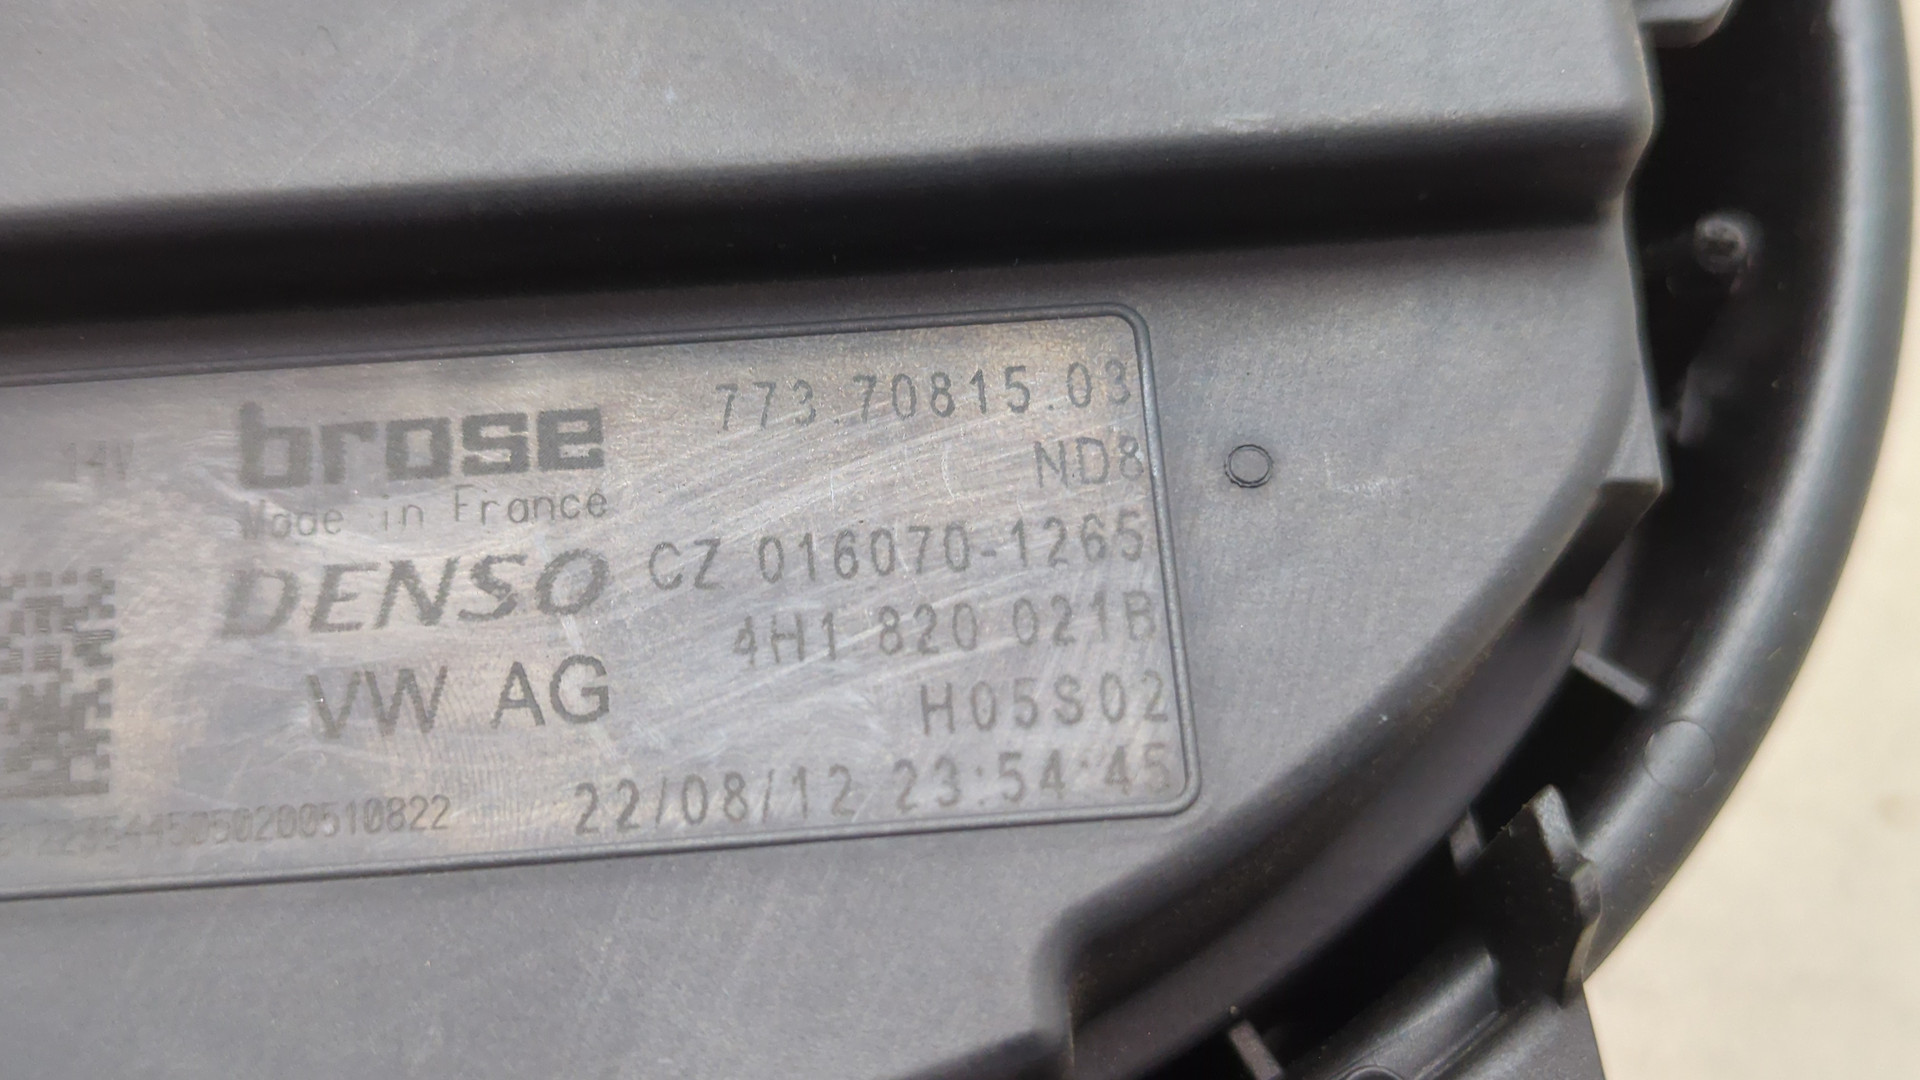 14V brose 773.70815.03
Made in France ND8
DENSO CZ 016070-1265
4H1 820 021B
VW AG H05S02
22/08/12 23:54:45